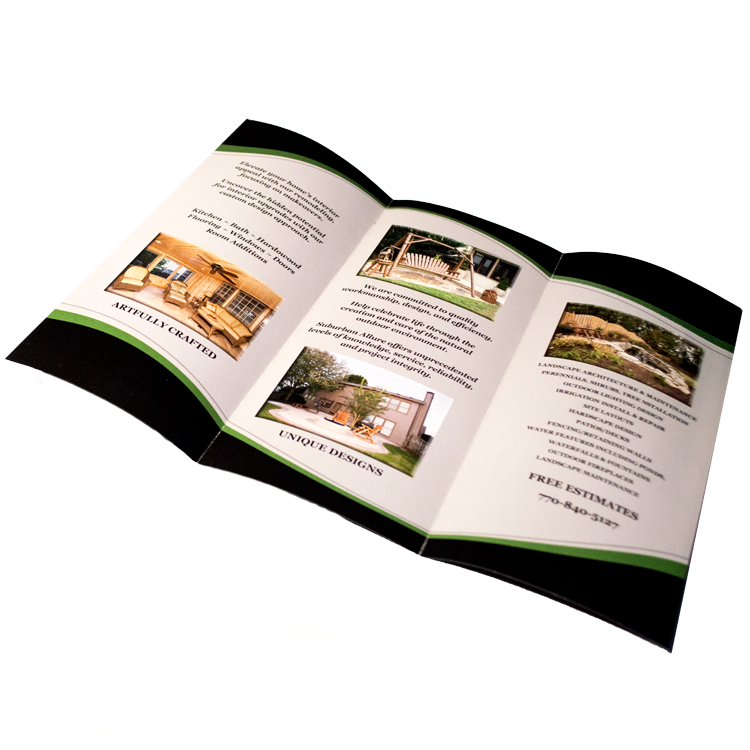 Elevate your home's interior
appeal with our remodeling,
focusing on makeovers.
Uncover the hidden potential
for interior upgrades with our
custom design approach.
Kitchen ~ Bath ~ Hardowood
Flooring ~ Windows ~ Doors
Room Additions
ARTFULLY CRAFTED
We are committed to quality
workmanship, design, and efficiency.
Help celebrate life through the
creation and care of the natural
outdoor environment.
Suburban Allure offers unprecedented
levels of knowledge, service, reliability,
and project integrity.
UNIQUE DESIGNS
LANDSCAPE ARCHITECTURE & MAINTENANCE
PERENNIALS, SHRUBS, TREE NSTALLATION
OUTDOOR LIGHTING DESIGN
IRRIGATION INSTALL & REPAIR
SITE LAYOUTS
HARDSCAPE DESIGN
PATIOS/DECKS
FENCING/RETAINING WALLS
WATER FEATURES INCLUDING PONDS,
WATERFALLS & FOUNTAINS
OUTDOOR FIREPLACES
LANDSCAPE MAINTENANCE
FREE ESTIMATES
770-840-5127